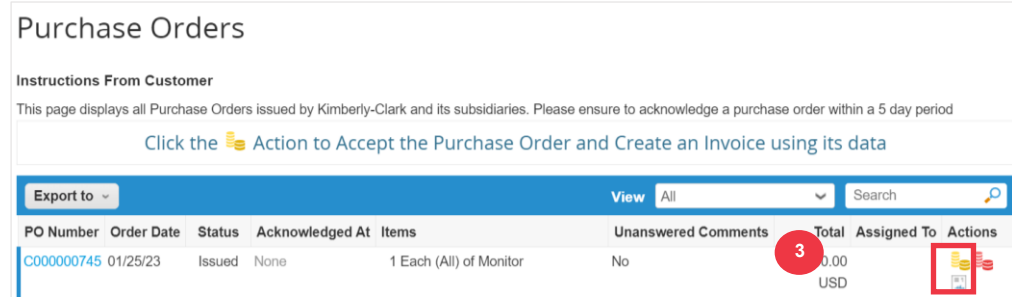 Purchase Orders
Instructions From Customer
This page displays all Purchase Orders issued by Kimberly-Clark and its subsidiaries. Please ensure to acknowledge a purchase order within a 5 day period
Click the Action to Accept the Purchase Order and Create an Invoice using its data
Export to View All Search
PO Number Order Date Status Acknowledged At Items Unanswered Comments Total Assigned To Actions
C000000745 01/25/23 Issued None 1 Each (All) of Monitor No 3 0.00
USD